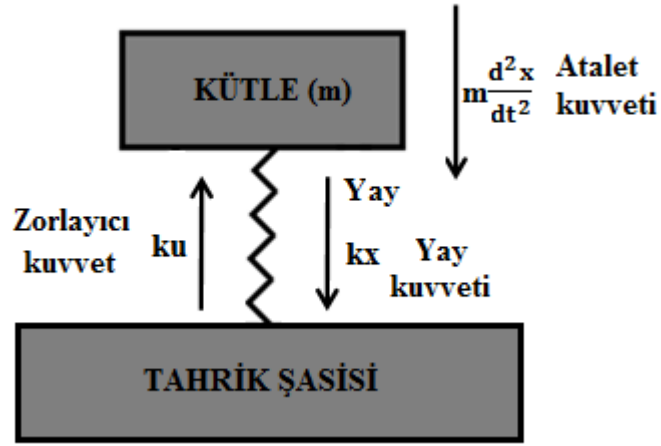 KÜTLE (m)
m d²x/dt² Atalet
kuvveti
Zorlayıcı
kuvvet
ku
Yay
kx Yay
kuvveti
TAHRİK ŞASİSİ